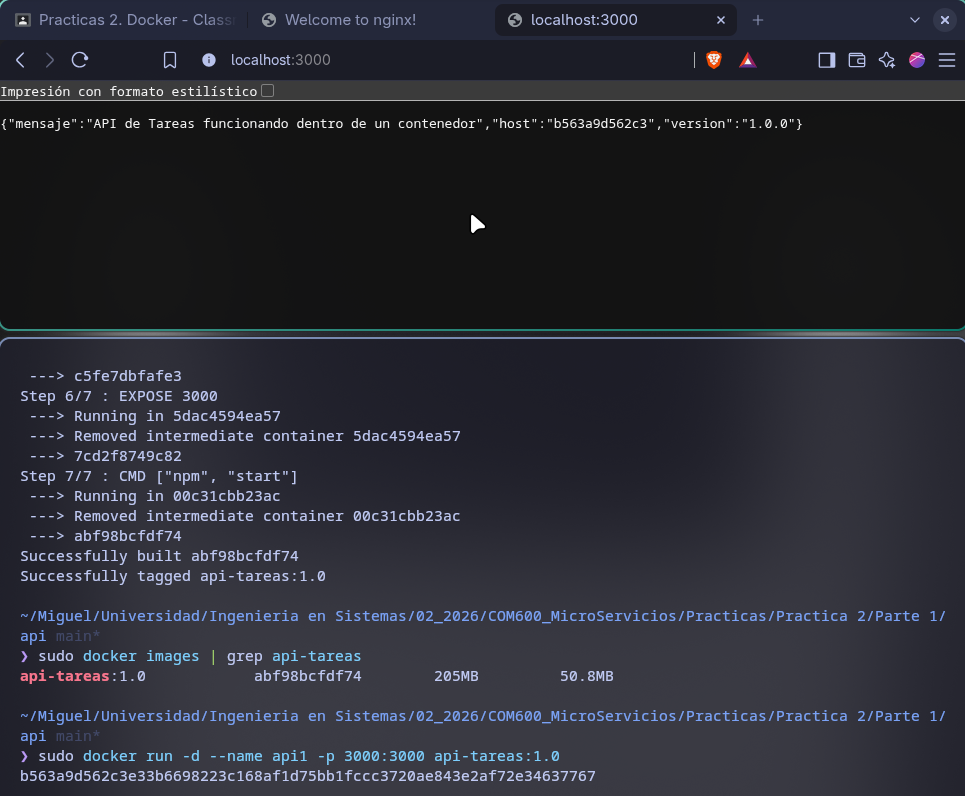 Practicas 2. Docker - Class
Welcome to nginx!
localhost:3000
localhost:3000
Impresión con formato estilístico
{"mensaje":"API de Tareas funcionando dentro de un contenedor","host":"b563a9d562c3","version":"1.0.0"}
---> c5fe7dbfafe3
Step 6/7 : EXPOSE 3000
---> Running in 5dac4594ea57
---> Removed intermediate container 5dac4594ea57
---> 7cd2f8749c82
Step 7/7 : CMD ["npm", "start"]
---> Running in 00c31cbb23ac
---> Removed intermediate container 00c31cbb23ac
---> abf98bcfdf74
Successfully built abf98bcfdf74
Successfully tagged api-tareas:1.0
~/Miguel/Universidad/Ingenieria en Sistemas/02_2026/COM600_MicroServicios/Practicas/Practica 2/Parte 1/
api main*
❯ sudo docker images | grep api-tareas
api-tareas:1.0 abf98bcfdf74 205MB 50.8MB
~/Miguel/Universidad/Ingenieria en Sistemas/02_2026/COM600_MicroServicios/Practicas/Practica 2/Parte 1/
api main*
❯ sudo docker run -d --name api1 -p 3000:3000 api-tareas:1.0
b563a9d562c3e33b6698223c168af1d75bb1fccc3720ae843e2af72e34637767